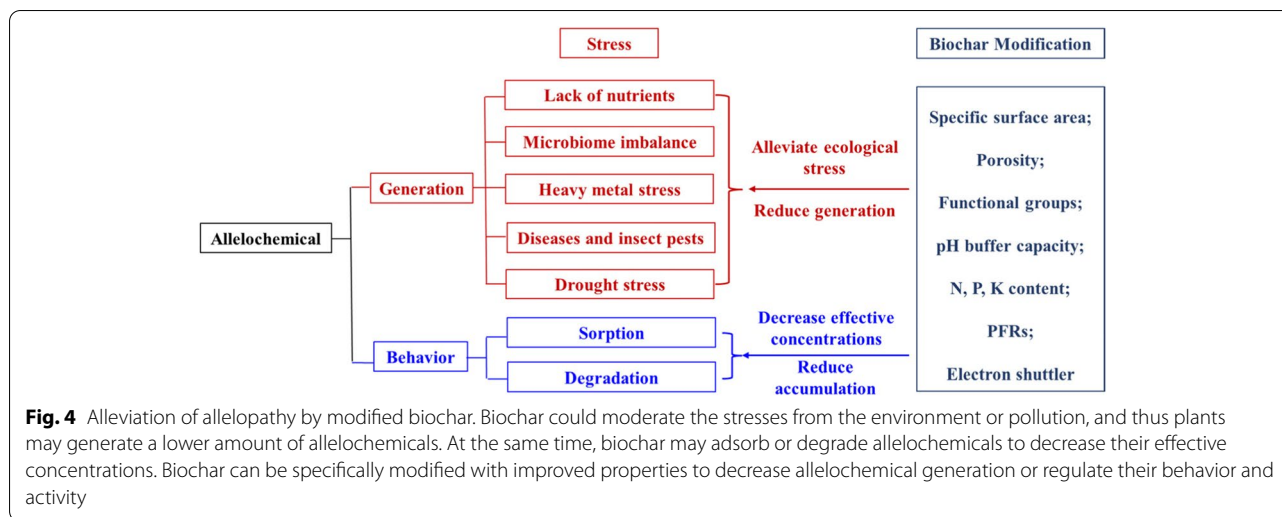 Stress
Biochar Modification
Lack of nutrients
Microbiome imbalance
Heavy metal stress
Diseases and insect pests
Drought stress
Generation
Allelochemical
Behavior
Sorption
Degradation
Alleviate ecological
stress
Reduce generation
Decrease effective
concentrations
Reduce
accumulation
Specific surface area;
Porosity;
Functional groups;
pH buffer capacity;
N, P, K content;
PFRs;
Electron shuttler
Fig. 4 Alleviation of allelopathy by modified biochar. Biochar could moderate the stresses from the environment or pollution, and thus plants
may generate a lower amount of allelochemicals. At the same time, biochar may adsorb or degrade allelochemicals to decrease their effective
concentrations. Biochar can be specifically modified with improved properties to decrease allelochemical generation or regulate their behavior and
activity